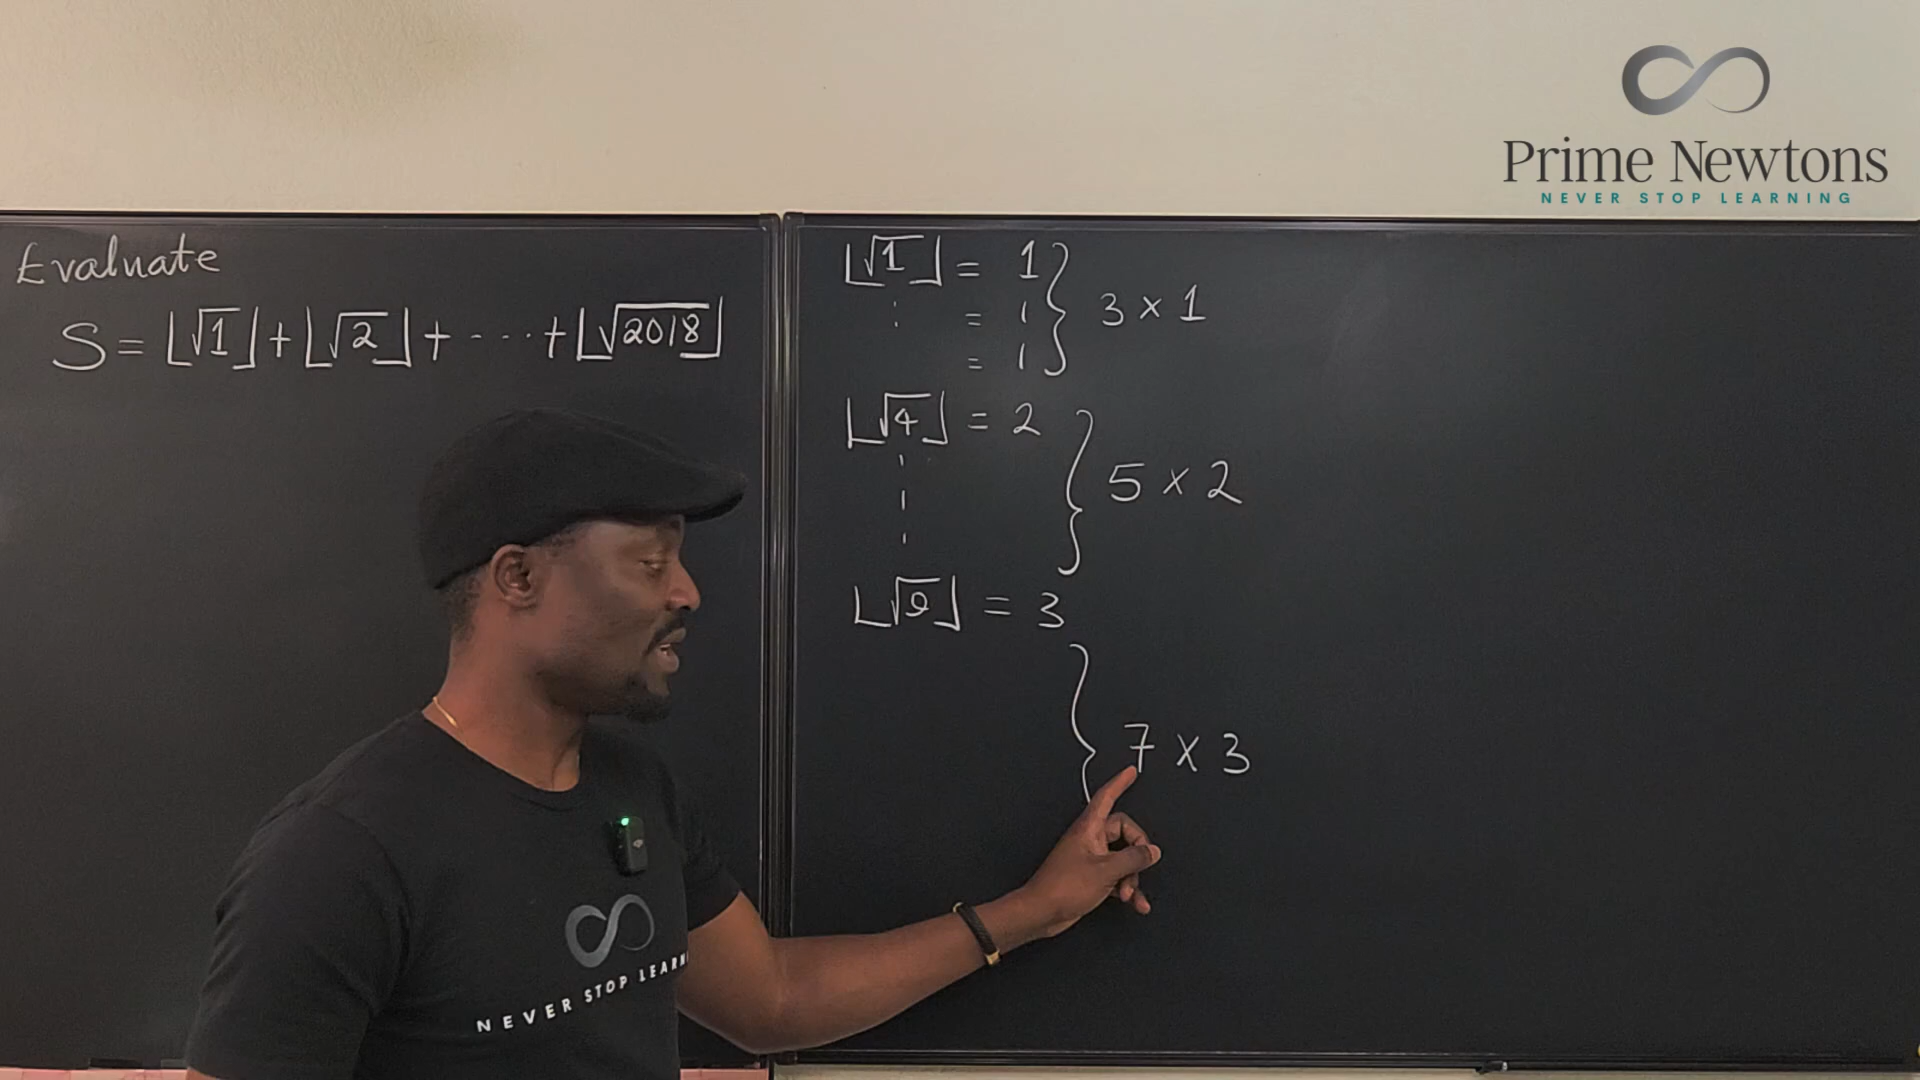 Prime Newtons
NEVER STOP LEARNING
Evaluate
S = ⌊√1⌋ + ⌊√2⌋ + ⋯ + ⌊√2018⌋
⌊√1⌋ = 1
⋮ = 1
= 1
} 3 × 1
⌊√4⌋ = 2
⋮
} 5 × 2
⌊√9⌋ = 3
} 7 × 3
NEVER STOP LEARN